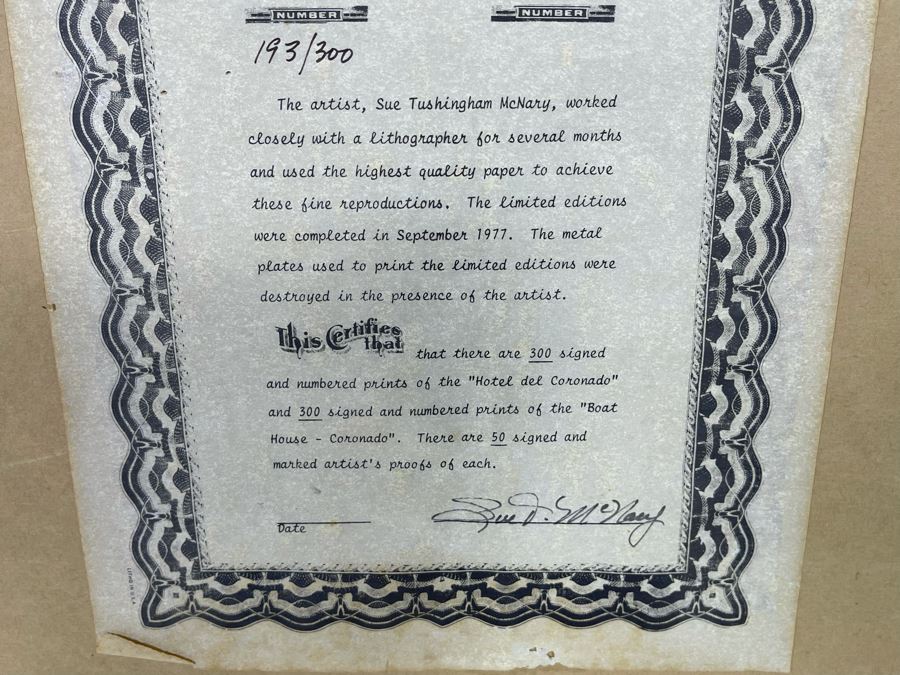 NUMBER NUMBER
193/300
The artist, Sue Tushingham McNary, worked
closely with a lithographer for several months
and used the highest quality paper to achieve
these fine reproductions. The limited editions
were completed in September 1977. The metal
plates used to print the limited editions were
destroyed in the presence of the artist.
This Certifies that that there are 300 signed
and numbered prints of the "Hotel del Coronado"
and 300 signed and numbered prints of the "Boat
House - Coronado". There are 50 signed and
marked artist's proofs of each.
Sue T. McNary
Date
LITHO IN U.S.A.